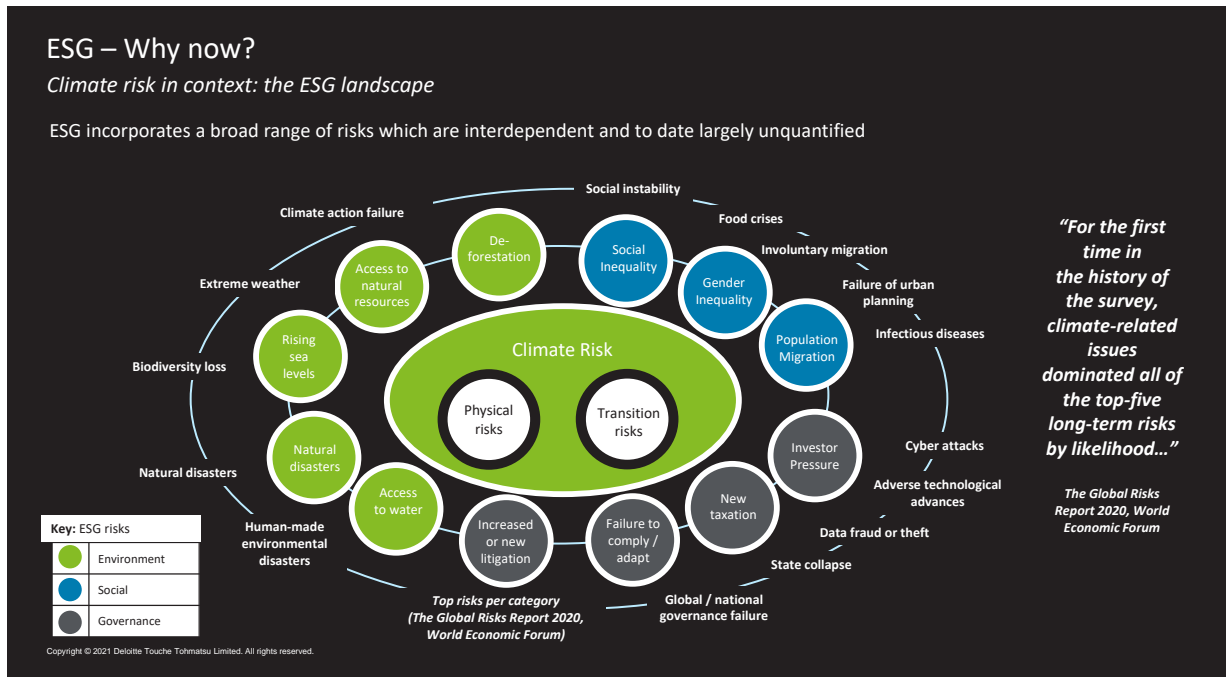 ESG – Why now?
Climate risk in context: the ESG landscape
ESG incorporates a broad range of risks which are interdependent and to date largely unquantified
Social instability
Climate action failure
Food crises
Involuntary migration
Extreme weather
Failure of urban
planning
Infectious diseases
Biodiversity loss
Natural disasters
Cyber attacks
Adverse technological
advances
Human-made
environmental
disasters
Data fraud or theft
State collapse
Global / national
governance failure
Top risks per category
(The Global Risks Report 2020,
World Economic Forum)
De-
forestation
Social
Inequality
Access to
natural
resources
Gender
Inequality
Rising
sea
levels
Population
Migration
Climate Risk
Physical
risks
Transition
risks
Natural
disasters
Investor
Pressure
Access
to water
New
taxation
Increased
or new
litigation
Failure to
comply /
adapt
“For the first
time in
the history of
the survey,
climate-related
issues
dominated all of
the top-five
long-term risks
by likelihood…”
The Global Risks
Report 2020, World
Economic Forum
Key: ESG risks
Environment
Social
Governance
Copyright © 2021 Deloitte Touche Tohmatsu Limited. All rights reserved.